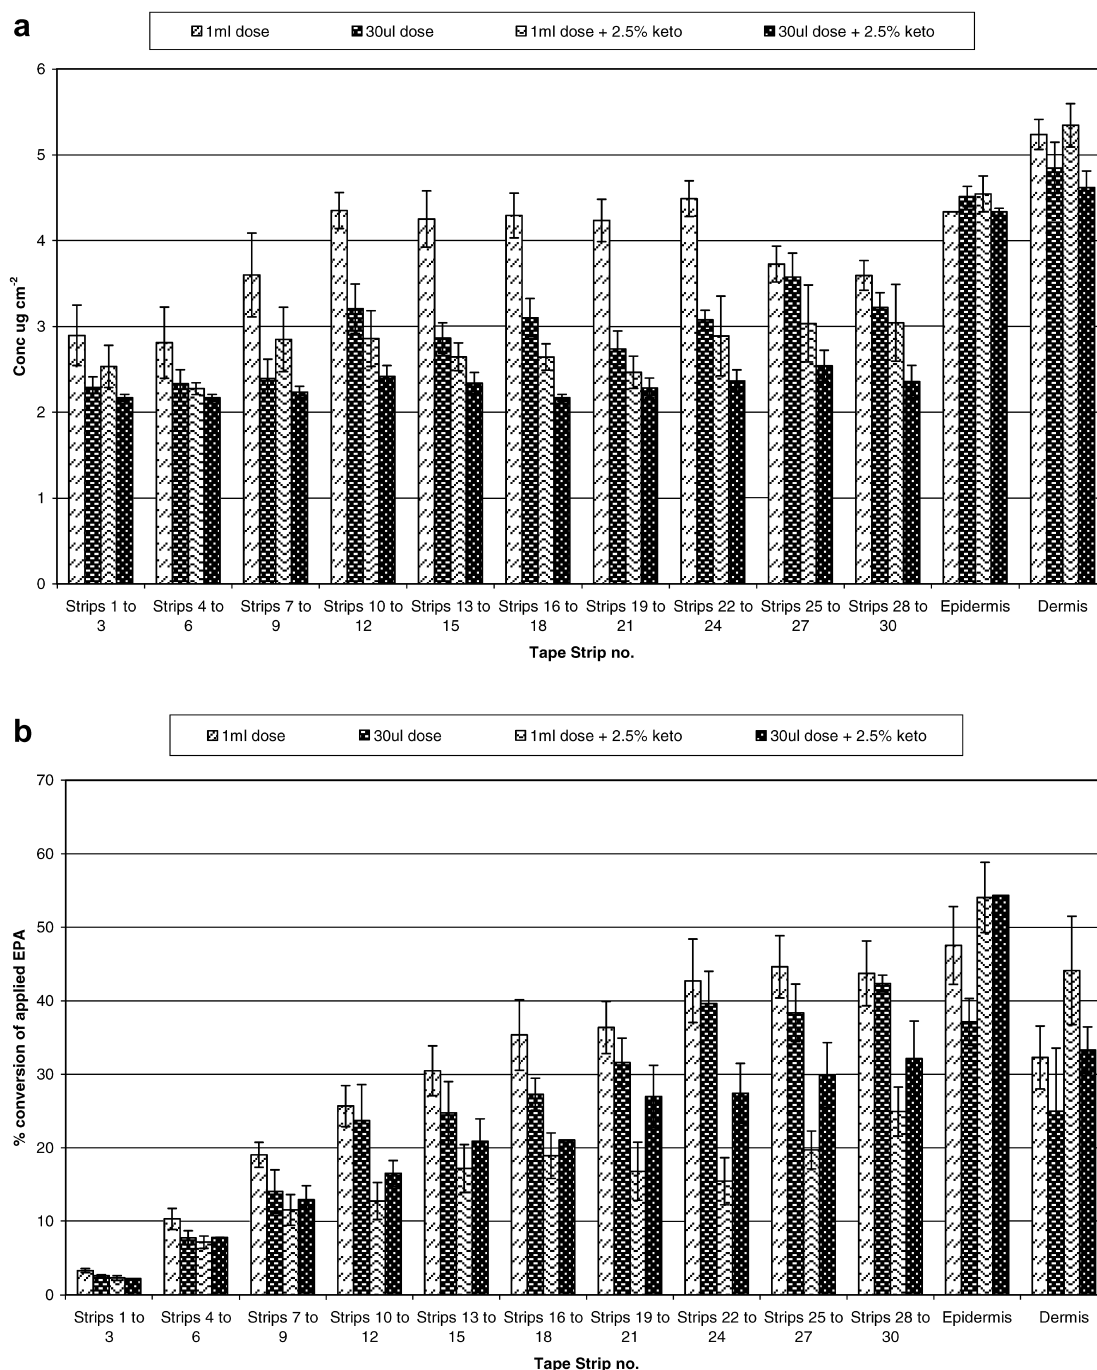 a
1ml dose 30ul dose 1ml dose + 2.5% keto 30ul dose + 2.5% keto
6
5
4
3
2
1
0
Conc ug cm-2
Strips 1 to 3 Strips 4 to 6 Strips 7 to 9 Strips 10 to 12 Strips 13 to 15 Strips 16 to 18 Strips 19 to 21 Strips 22 to 24 Strips 25 to 27 Strips 28 to 30 Epidermis Dermis
Tape Strip no.
b
1ml dose 30ul dose 1ml dose + 2.5% keto 30ul dose + 2.5% keto
70
60
50
40
30
20
10
0
% conversion of applied EPA
Strips 1 to 3 Strips 4 to 6 Strips 7 to 9 Strips 10 to 12 Strips 13 to 15 Strips 16 to 18 Strips 19 to 21 Strips 22 to 24 Strips 25 to 27 Strips 28 to 30 Epidermis Dermis
Tape Strip no.